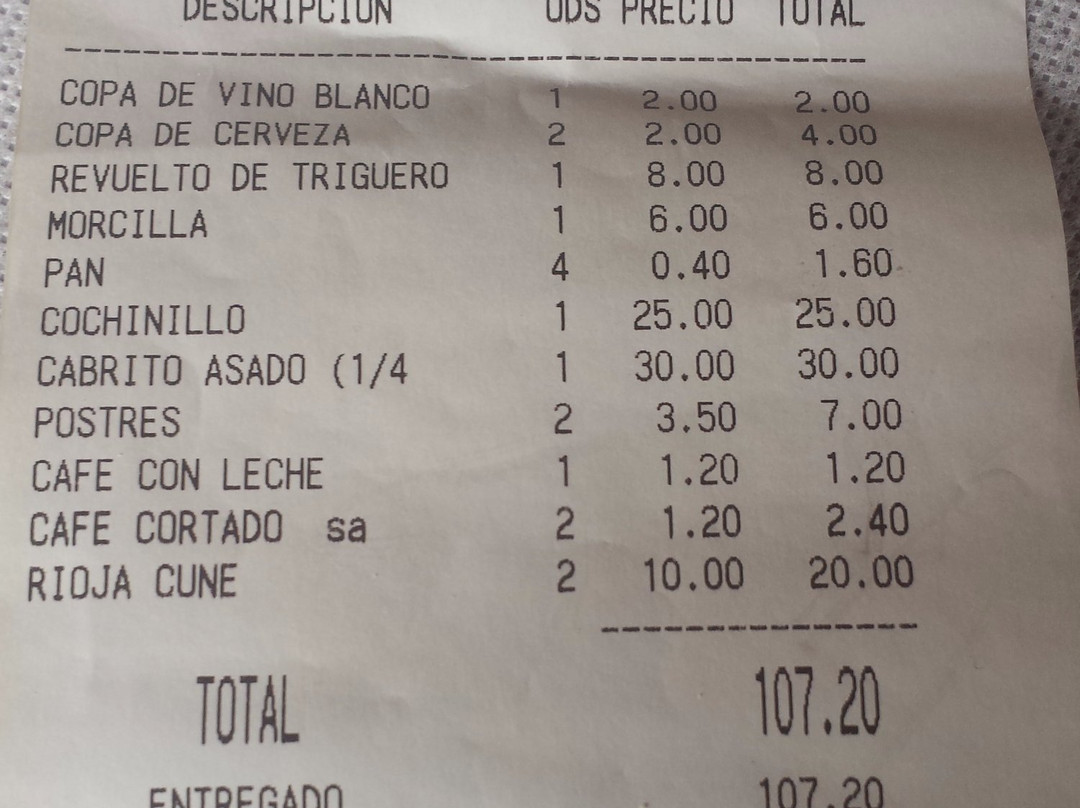 DESCRIPCION UDS PRECIO TOTAL
COPA DE VINO BLANCO 1 2.00 2.00
COPA DE CERVEZA 2 2.00 4.00
REVUELTO DE TRIGUERO 1 8.00 8.00
MORCILLA 1 6.00 6.00
PAN 4 0.40 1.60
COCHINILLO 1 25.00 25.00
CABRITO ASADO (1/4 1 30.00 30.00
POSTRES 2 3.50 7.00
CAFE CON LECHE 1 1.20 1.20
CAFE CORTADO sa 2 1.20 2.40
RIOJA CUNE 2 10.00 20.00
TOTAL 107.20
ENTREGADO 107.20